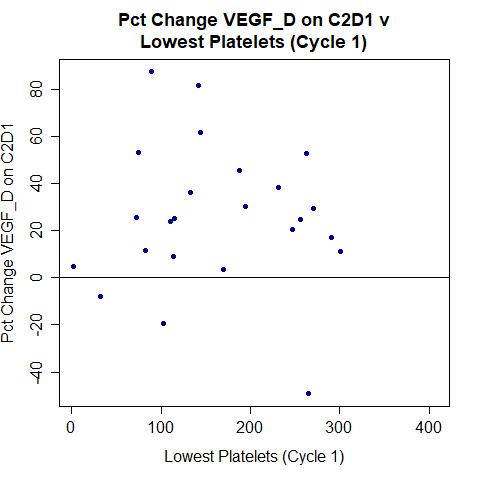 Pct Change VEGF_D on C2D1 v
Lowest Platelets (Cycle 1)
Pct Change VEGF_D on C2D1
80
60
40
20
0
-20
-40
0 100 200 300 400
Lowest Platelets (Cycle 1)